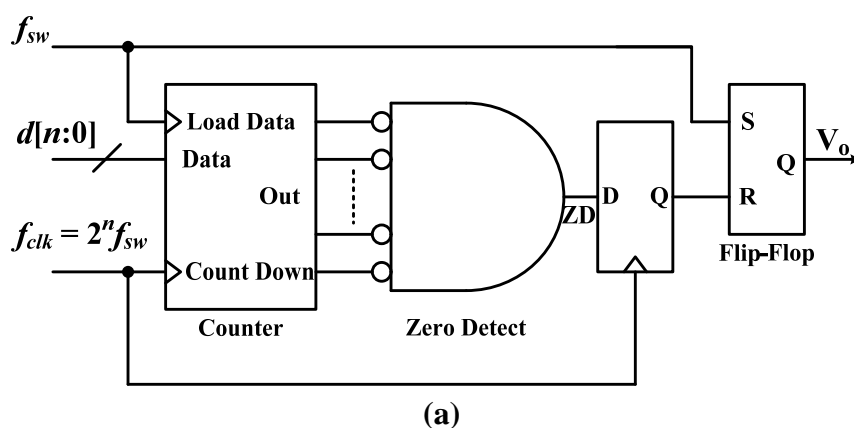 f_sw
Load Data
d[n:0]
Data
Out
f_clk = 2^n f_sw
Count Down
Counter
Zero Detect
ZD
D
Q
S
R
Q
V_o
Flip-Flop
(a)